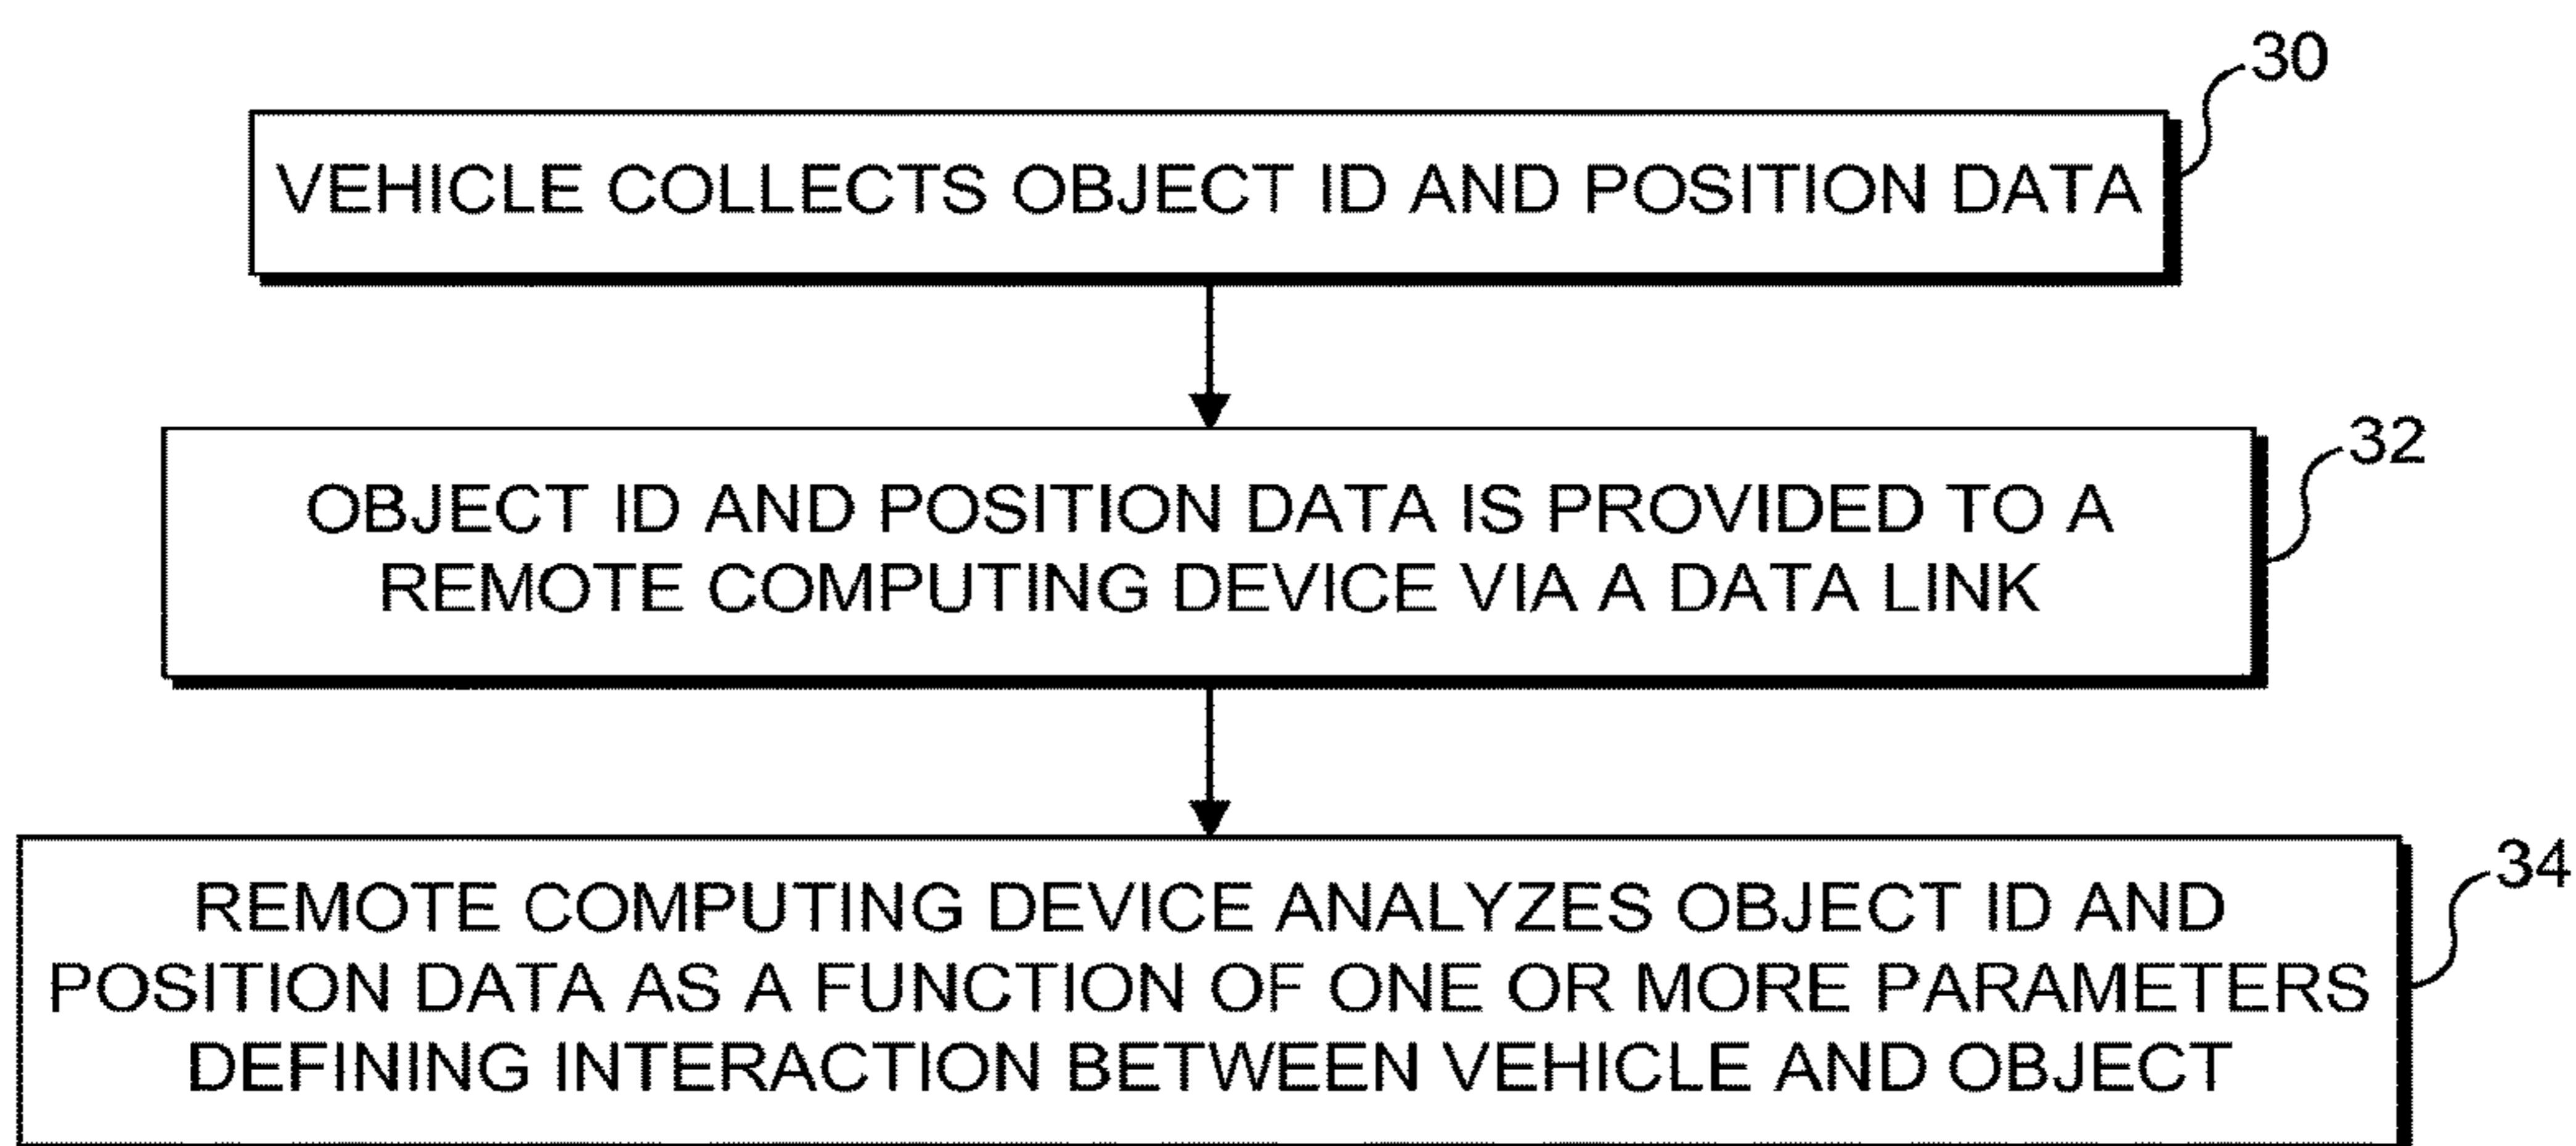 30
VEHICLE COLLECTS OBJECT ID AND POSITION DATA
32
OBJECT ID AND POSITION DATA IS PROVIDED TO A
REMOTE COMPUTING DEVICE VIA A DATA LINK
34
REMOTE COMPUTING DEVICE ANALYZES OBJECT ID AND
POSITION DATA AS A FUNCTION OF ONE OR MORE PARAMETERS
DEFINING INTERACTION BETWEEN VEHICLE AND OBJECT